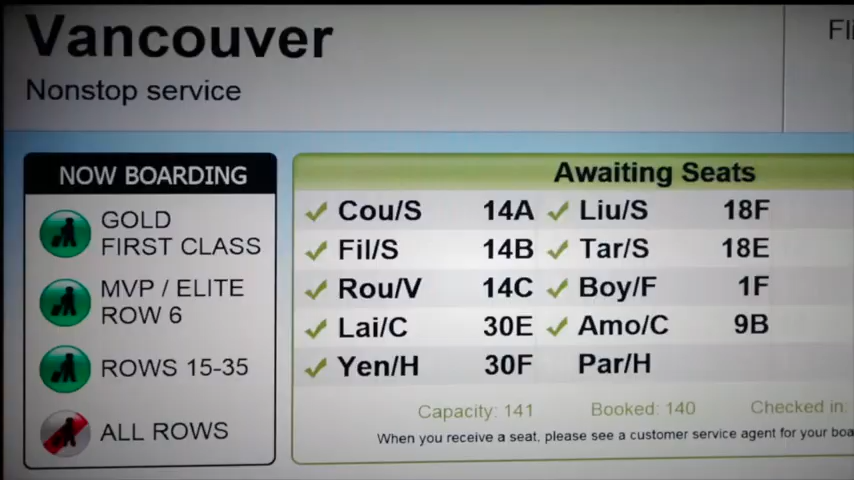 Vancouver
Nonstop service
Fli
NOW BOARDING
GOLD
FIRST CLASS
MVP / ELITE
ROW 6
ROWS 15-35
ALL ROWS
Awaiting Seats
Cou/S 14A Liu/S 18F
Fil/S 14B Tar/S 18E
Rou/V 14C Boy/F 1F
Lai/C 30E Amo/C 9B
Yen/H 30F Par/H
Capacity: 141 Booked: 140 Checked in:
When you receive a seat, please see a customer service agent for your boa